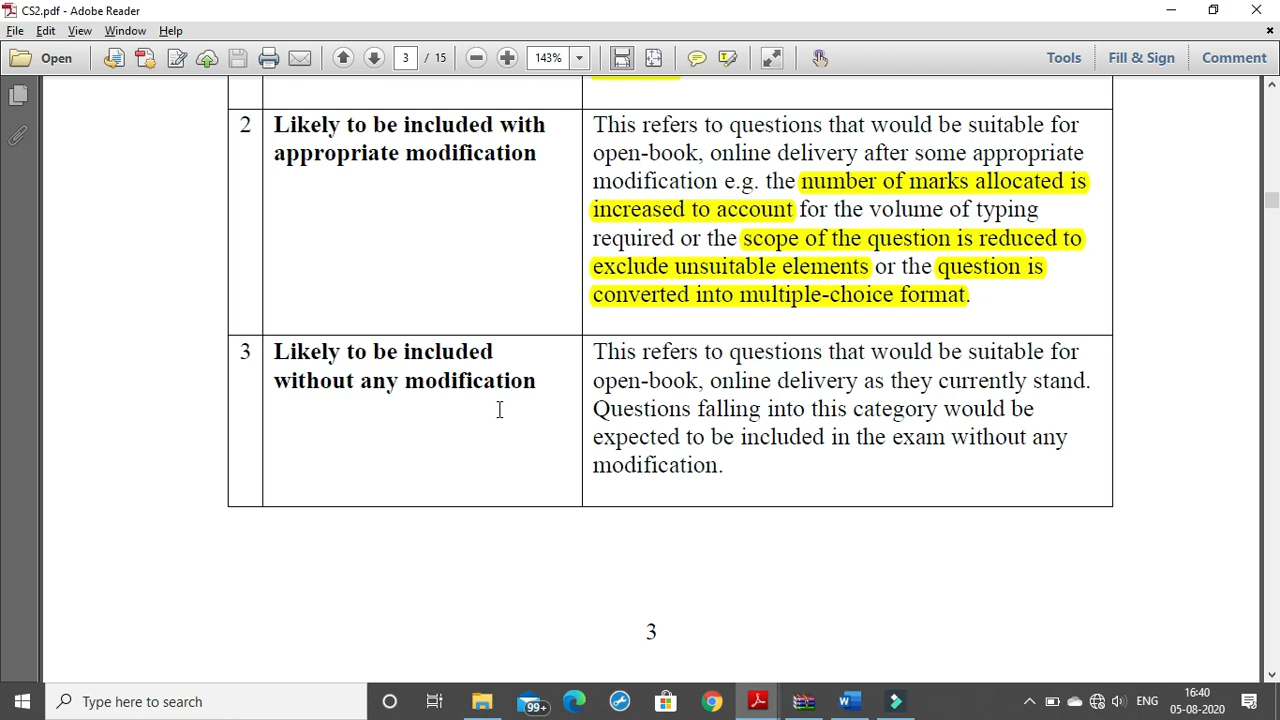 CS2.pdf - Adobe Reader
File Edit View Window Help
Open 3 / 15 143% Tools Fill & Sign Comment
2 Likely to be included with appropriate modification
This refers to questions that would be suitable for
open-book, online delivery after some appropriate
modification e.g. the number of marks allocated is
increased to account for the volume of typing
required or the scope of the question is reduced to
exclude unsuitable elements or the question is
converted into multiple-choice format.
3 Likely to be included
without any modification
This refers to questions that would be suitable for
open-book, online delivery as they currently stand.
Questions falling into this category would be
expected to be included in the exam without any
modification.
3
Type here to search 99+ ENG 16:40
05-08-2020